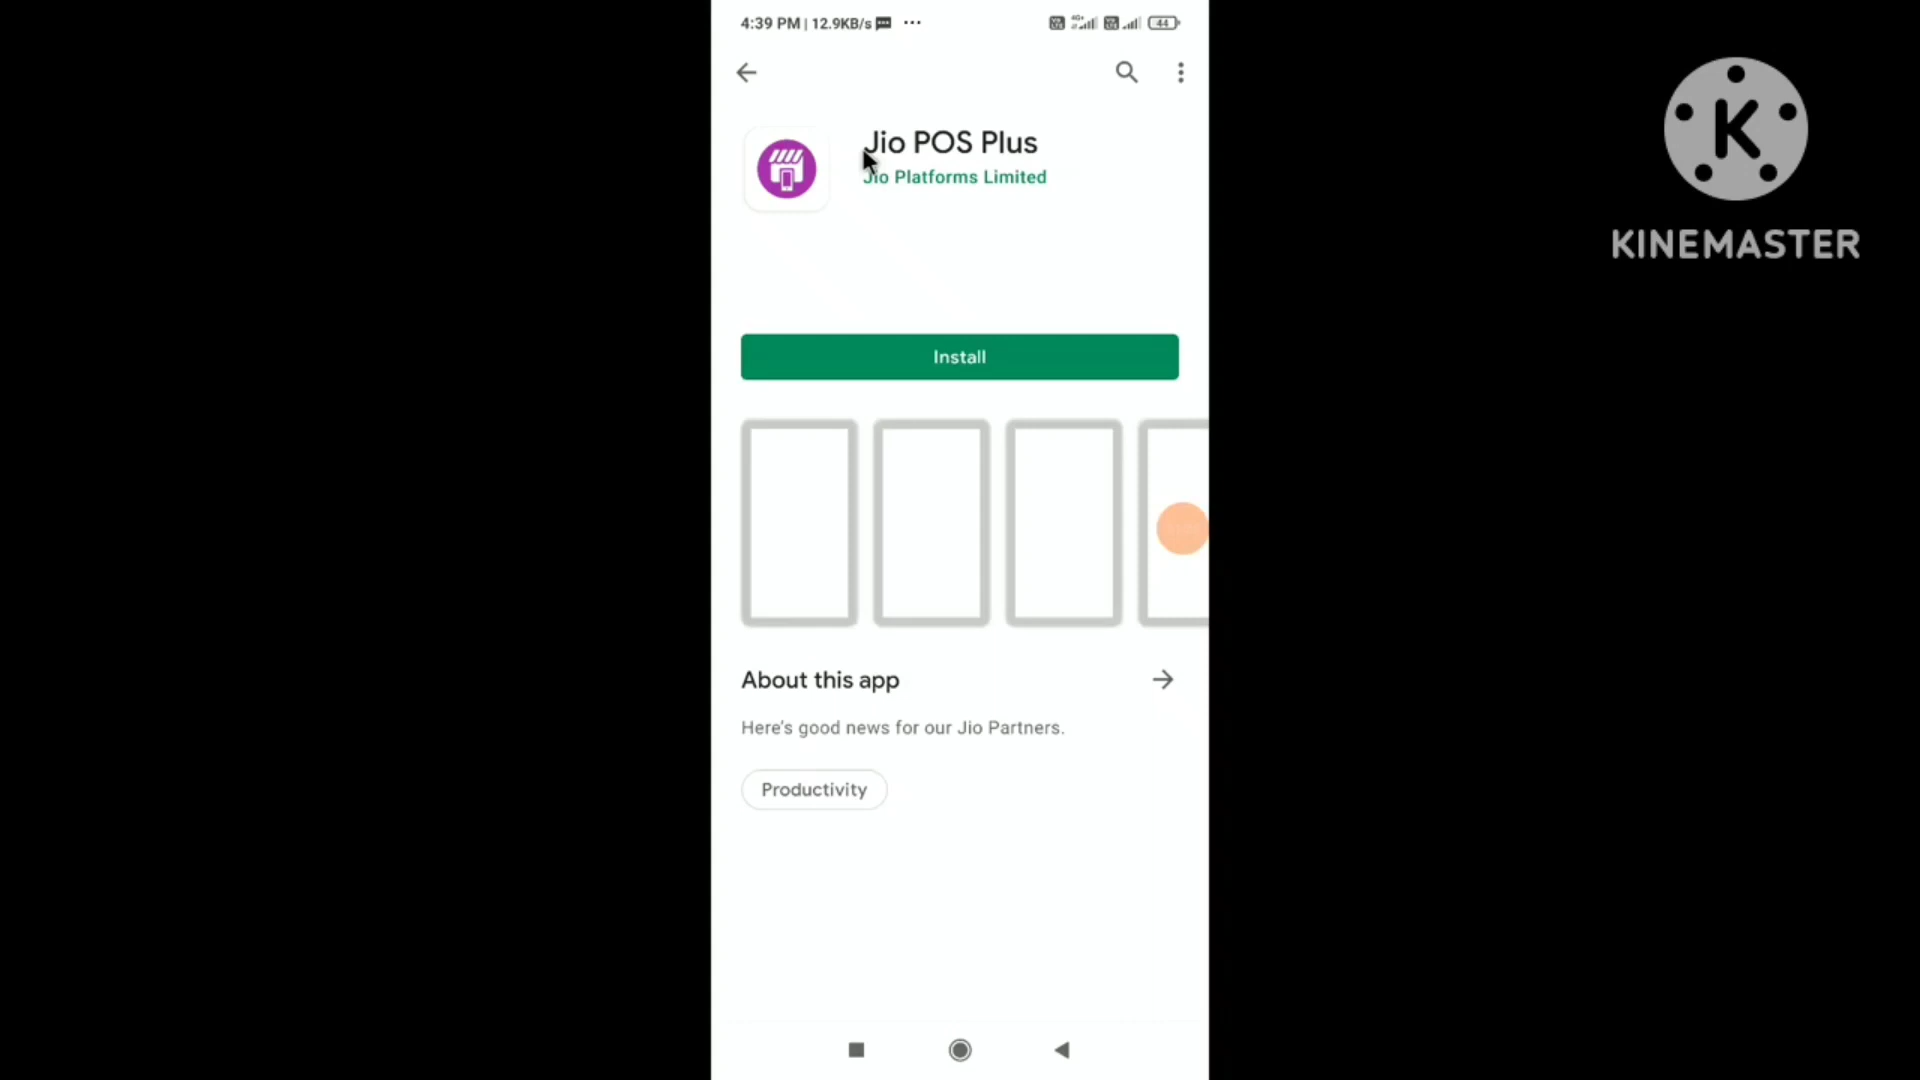 4:39 PM | 12.9KB/s
44
Jio POS Plus
Jio Platforms Limited
Install
About this app
Here's good news for our Jio Partners.
Productivity
K
KINEMASTER